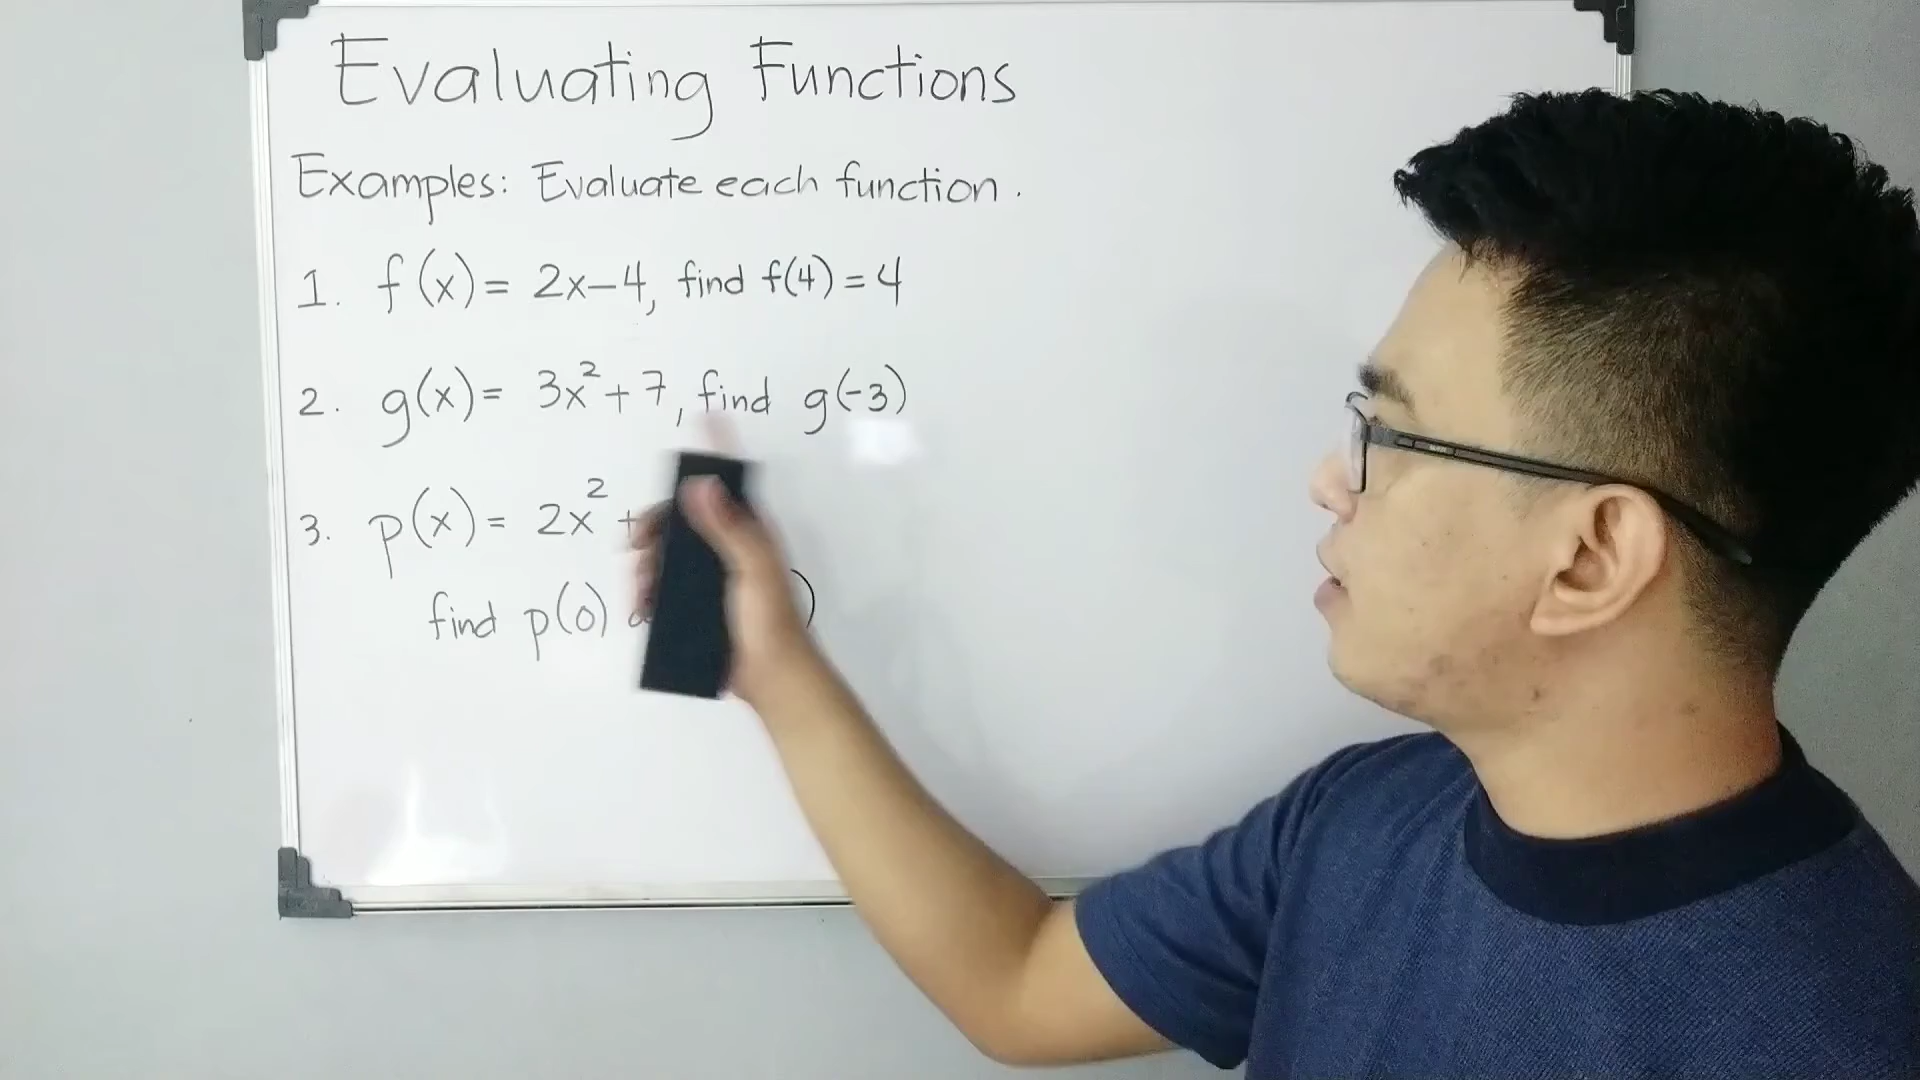 Evaluating Functions
Examples: Evaluate each function.
1. f(x) = 2x-4, find f(4) = 4
2. g(x) = 3x² + 7, find g(-3)
3. p(x) = 2x² +
find p(0) )